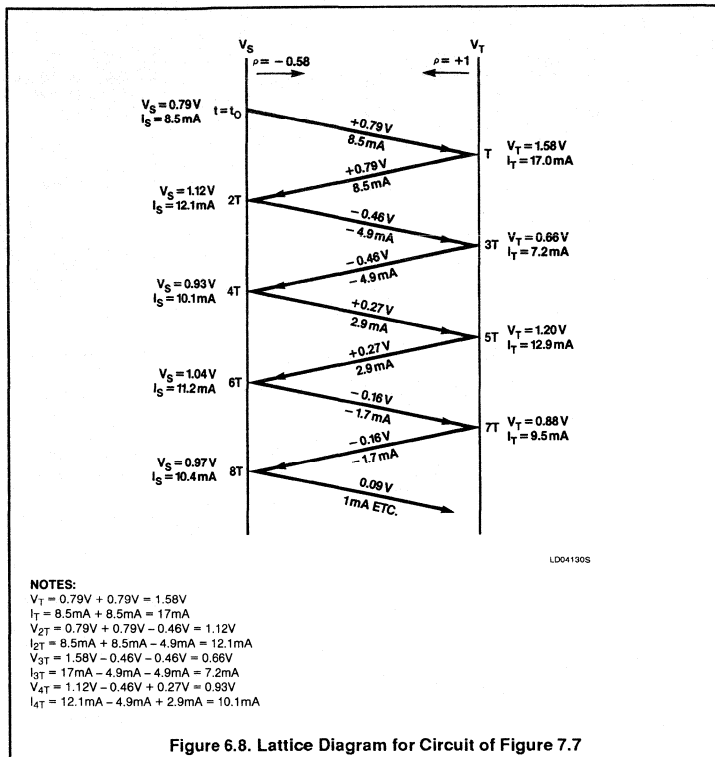 V_S V_T
ρ = − 0.58 ρ = +1
V_S = 0.79V
I_S = 8.5mA
t = t_O
+0.79V
8.5mA
T
V_T = 1.58V
I_T = 17.0mA
+0.79V
8.5mA
V_S = 1.12V
I_S = 12.1mA
2T
− 0.46V
− 4.9mA
3T
V_T = 0.66V
I_T = 7.2mA
− 0.46V
− 4.9mA
V_S = 0.93V
I_S = 10.1mA
4T
+0.27V
2.9mA
5T
V_T = 1.20V
I_T = 12.9mA
+0.27V
2.9mA
V_S = 1.04V
I_S = 11.2mA
6T
− 0.16V
− 1.7mA
7T
V_T = 0.88V
I_T = 9.5mA
− 0.16V
− 1.7mA
V_S = 0.97V
I_S = 10.4mA
8T
0.09V
1mA ETC.
LD04130S
NOTES:
V_T = 0.79V + 0.79V = 1.58V
I_T = 8.5mA + 8.5mA = 17mA
V_2T = 0.79V + 0.79V − 0.46V = 1.12V
I_2T = 8.5mA + 8.5mA − 4.9mA = 12.1mA
V_3T = 1.58V − 0.46V − 0.46V = 0.66V
I_3T = 17mA − 4.9mA − 4.9mA = 7.2mA
V_4T = 1.12V − 0.46V + 0.27V = 0.93V
I_4T = 12.1mA − 4.9mA + 2.9mA = 10.1mA
Figure 6.8. Lattice Diagram for Circuit of Figure 7.7